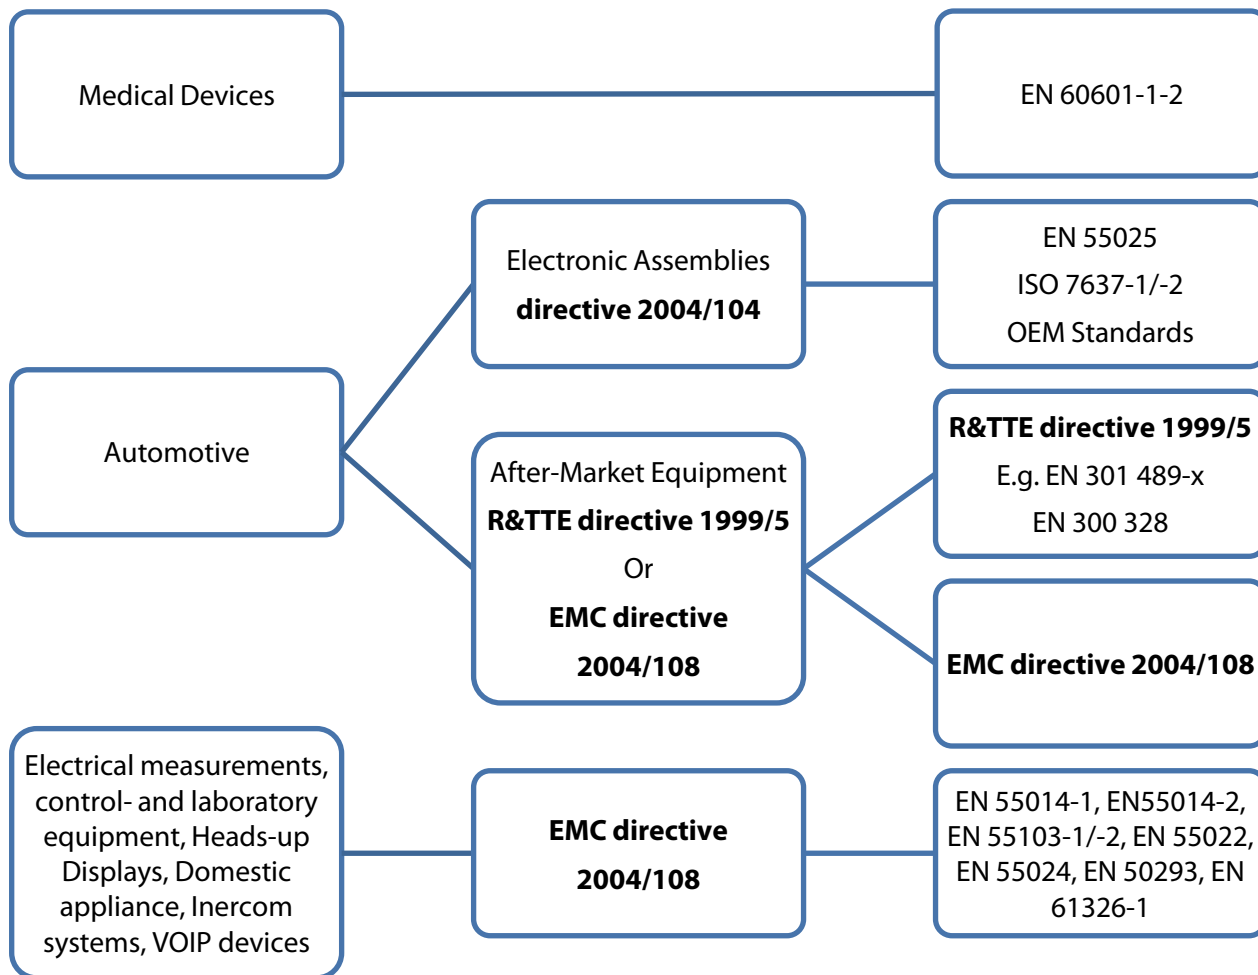 Medical Devices
EN 60601-1-2
Electronic Assemblies
directive 2004/104
EN 55025
ISO 7637-1/-2
OEM Standards
Automotive
After-Market Equipment
R&TTE directive 1999/5
Or
EMC directive
2004/108
R&TTE directive 1999/5
E.g. EN 301 489-x
EN 300 328
EMC directive 2004/108
Electrical measurements,
control- and laboratory
equipment, Heads-up
Displays, Domestic
appliance, Inercom
systems, VOIP devices
EMC directive
2004/108
EN 55014-1, EN55014-2,
EN 55103-1/-2, EN 55022,
EN 55024, EN 50293, EN
61326-1